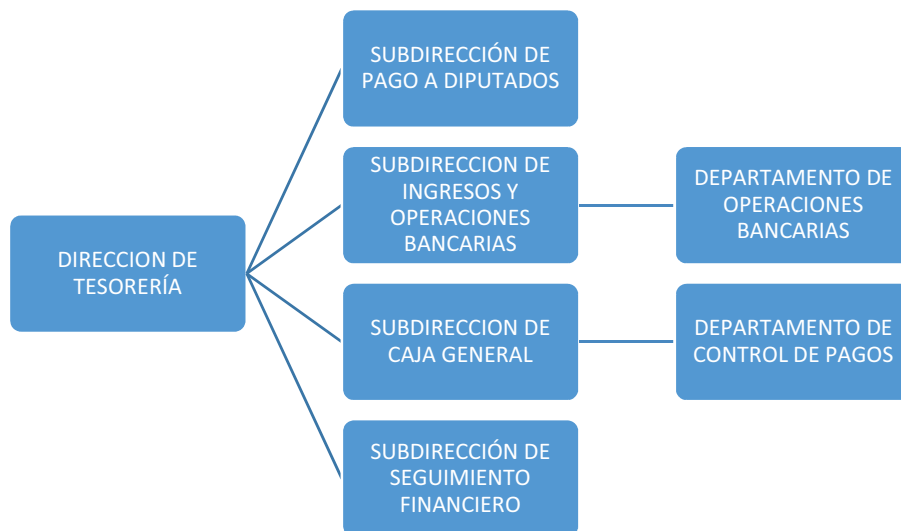 SUBDIRECCIÓN DE
PAGO A DIPUTADOS
SUBDIRECCION DE
INGRESOS Y
OPERACIONES
BANCARIAS
DEPARTAMENTO DE
OPERACIONES
BANCARIAS
DIRECCION DE
TESORERÍA
SUBDIRECCION DE
CAJA GENERAL
DEPARTAMENTO DE
CONTROL DE PAGOS
SUBDIRECCIÓN DE
SEGUIMIENTO
FINANCIERO